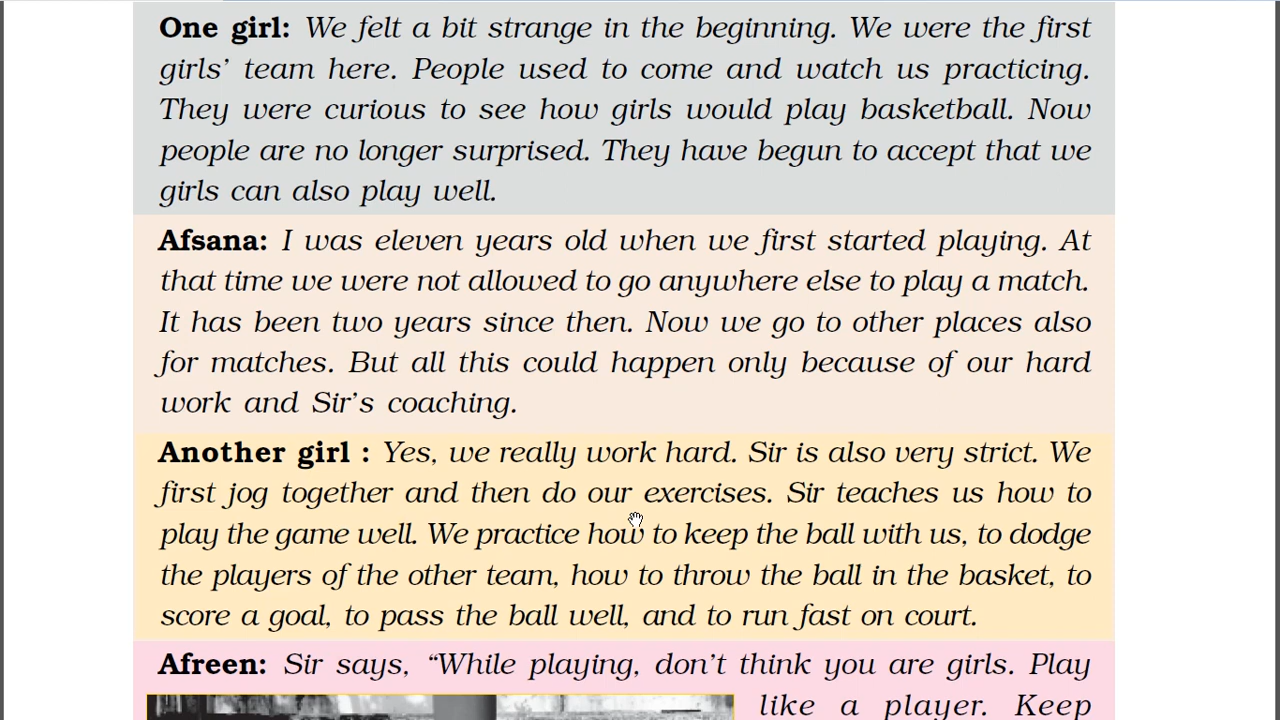 One girl: We felt a bit strange in the beginning. We were the first
girls’ team here. People used to come and watch us practicing.
They were curious to see how girls would play basketball. Now
people are no longer surprised. They have begun to accept that we
girls can also play well.
Afsana: I was eleven years old when we first started playing. At
that time we were not allowed to go anywhere else to play a match.
It has been two years since then. Now we go to other places also
for matches. But all this could happen only because of our hard
work and Sir’s coaching.
Another girl : Yes, we really work hard. Sir is also very strict. We
first jog together and then do our exercises. Sir teaches us how to
play the game well. We practice how to keep the ball with us, to dodge
the players of the other team, how to throw the ball in the basket, to
score a goal, to pass the ball well, and to run fast on court.
Afreen: Sir says, “While playing, don’t think you are girls. Play
like a player. Keep